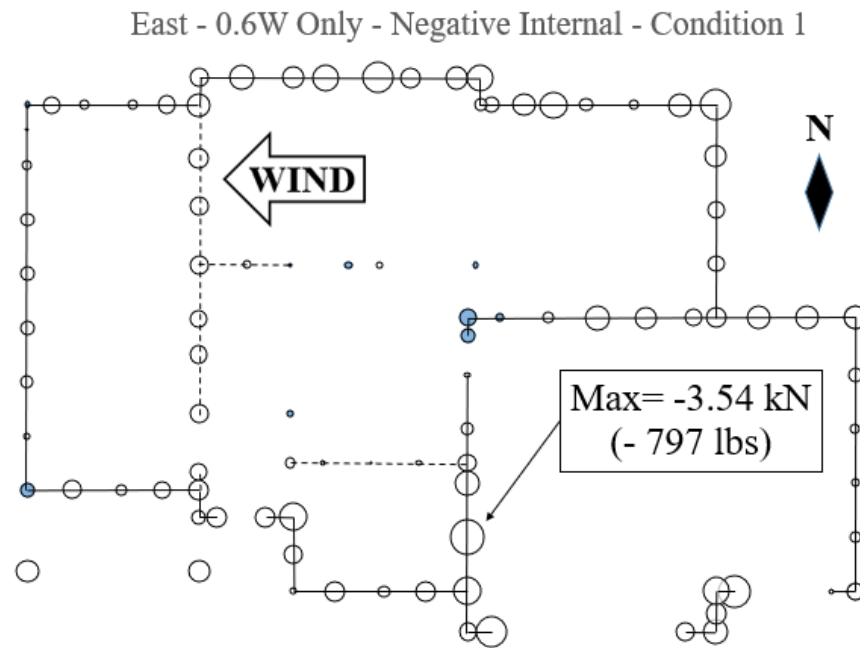 East - 0.6W Only - Negative Internal - Condition 1
N
WIND
Max= -3.54 kN
(- 797 lbs)